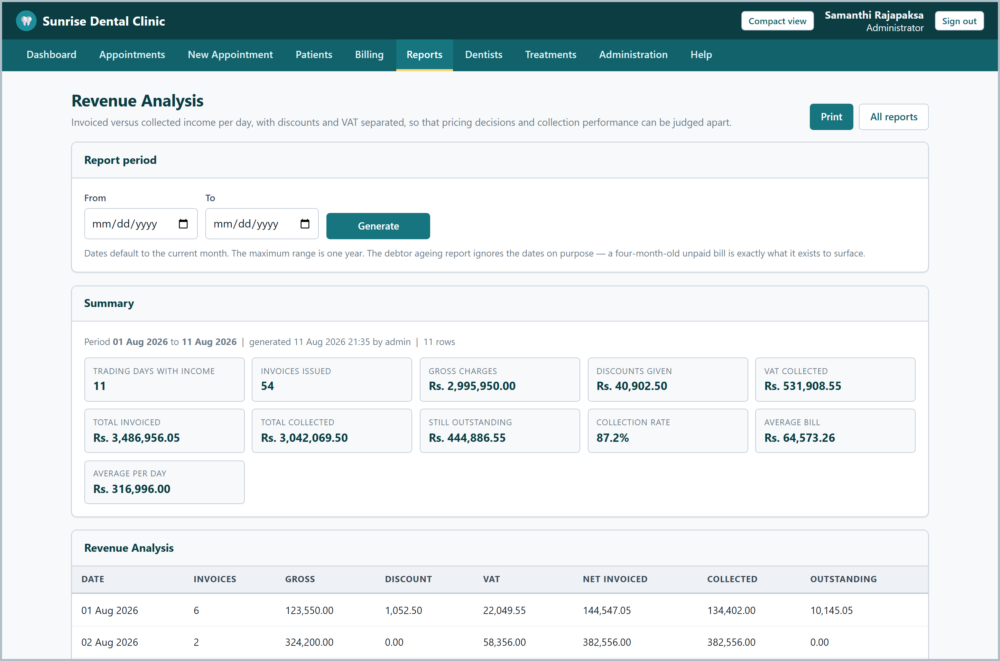 Sunrise Dental Clinic
Compact view
Samanthi Rajapaksa
Administrator
Sign out
Dashboard Appointments New Appointment Patients Billing Reports Dentists Treatments Administration Help
Revenue Analysis
Invoiced versus collected income per day, with discounts and VAT separated, so that pricing decisions and collection performance can be judged apart.
Print All reports
Report period
From To
mm/dd/yyyy mm/dd/yyyy Generate
Dates default to the current month. The maximum range is one year. The debtor ageing report ignores the dates on purpose — a four-month-old unpaid bill is exactly what it exists to surface.
Summary
Period 01 Aug 2026 to 11 Aug 2026 | generated 11 Aug 2026 21:35 by admin | 11 rows
TRADING DAYS WITH INCOME INVOICES ISSUED GROSS CHARGES DISCOUNTS GIVEN VAT COLLECTED
11 54 Rs. 2,995,950.00 Rs. 40,902.50 Rs. 531,908.55
TOTAL INVOICED TOTAL COLLECTED STILL OUTSTANDING COLLECTION RATE AVERAGE BILL
Rs. 3,486,956.05 Rs. 3,042,069.50 Rs. 444,886.55 87.2% Rs. 64,573.26
AVERAGE PER DAY
Rs. 316,996.00
Revenue Analysis
DATE INVOICES GROSS DISCOUNT VAT NET INVOICED COLLECTED OUTSTANDING
01 Aug 2026 6 123,550.00 1,052.50 22,049.55 144,547.05 134,402.00 10,145.05
02 Aug 2026 2 324,200.00 0.00 58,356.00 382,556.00 382,556.00 0.00